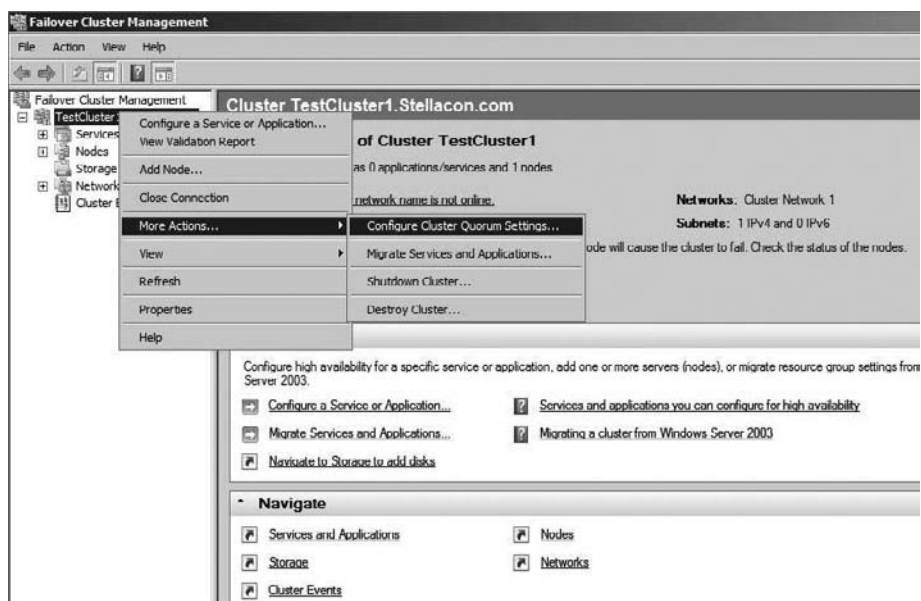 Failover Cluster Management
File Action View Help
Failover Cluster Management
TestCluster
Services
Nodes
Storage
Network
Cluster E
Configure a Service or Application...
View Validation Report
Add Node...
Close Connection
More Actions...
View
Refresh
Properties
Help
Configure Cluster Quorum Settings...
Migrate Services and Applications...
Shutdown Cluster...
Destroy Cluster...
Cluster TestCluster1.Stellacon.com
of Cluster TestCluster1
as 0 applications/services and 1 nodes
network name is not online.
Networks: Cluster Network 1
Subnets: 1 IPv4 and 0 IPv6
ode will cause the cluster to fail. Check the status of the nodes.
Configure high availability for a specific service or application, add one or more servers (nodes), or migrate resource group settings from
Server 2003.
Configure a Service or Application...
Services and applications you can configure for high availability
Migrate Services and Applications...
Migrating a cluster from Windows Server 2003
Navigate to Storage to add disks
Navigate
Services and Applications
Nodes
Storage
Networks
Cluster Events